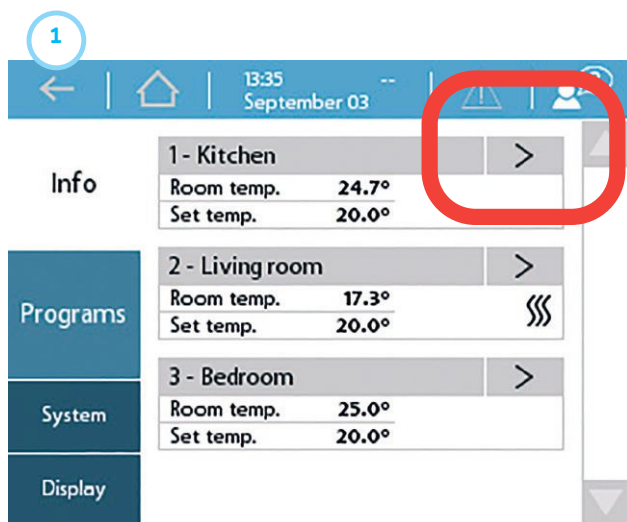 1
13:35 --
September 03
?
Info
Programs
System
Display
1 - Kitchen >
Room temp. 24.7°
Set temp. 20.0°
2 - Living room >
Room temp. 17.3°
Set temp. 20.0°
3 - Bedroom >
Room temp. 25.0°
Set temp. 20.0°